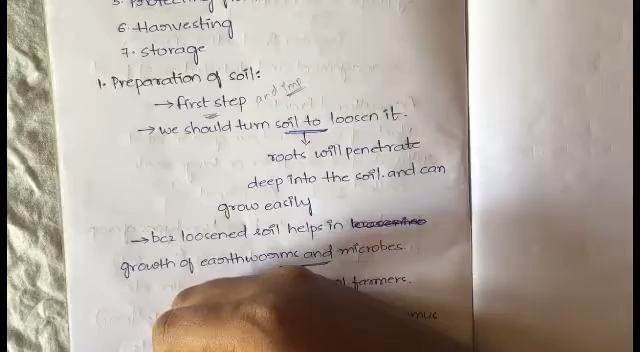 5. Protecting
6. Harvesting
7. storage
1. Preparation of soil:
→ first step and imp
→ we should turn soil to loosen it.
roots will penetrate
deep into the soil. and can
grow easily
→ bcz loosened soil helps in
growth of earthworms and microbes.
farmers.